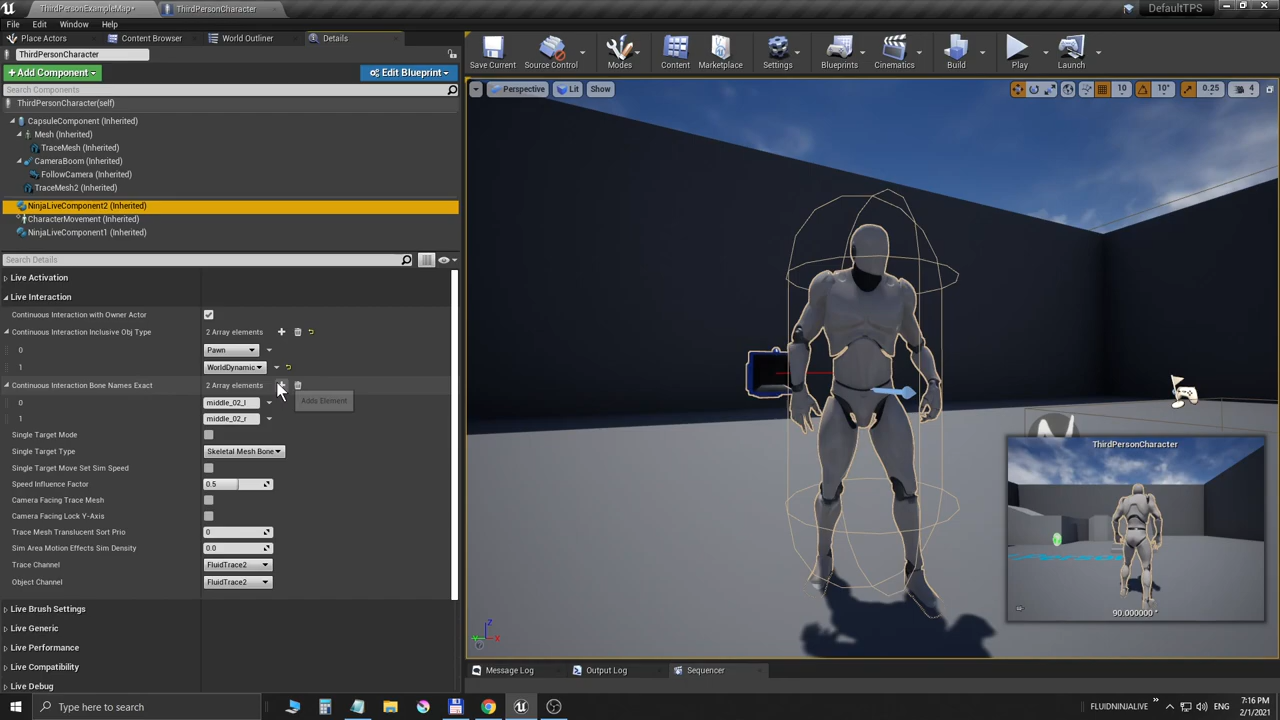 ThirdPersonExampleMap*
ThirdPersonCharacter
DefaultTPS
File Edit Window Help
Place Actors
Content Browser
World Outliner
Details
ThirdPersonCharacter
+Add Component
Edit Blueprint
Search Components
ThirdPersonCharacter(self)
CapsuleComponent (Inherited)
Mesh (Inherited)
TraceMesh (Inherited)
CameraBoom (Inherited)
FollowCamera (Inherited)
TraceMesh2 (Inherited)
NinjaLiveComponent2 (Inherited)
CharacterMovement (Inherited)
NinjaLiveComponent1 (Inherited)
Search Details
Live Activation
Live Interaction
Continuous Interaction with Owner Actor
Continuous Interaction Inclusive Obj Type 2 Array elements
0 Pawn
1 WorldDynamic
Continuous Interaction Bone Names Exact 2 Array elements
Adds Element
0 middle_02_l
1 middle_02_r
Single Target Mode
Single Target Type Skeletal Mesh Bone
Single Target Move Set Sim Speed
Speed Influence Factor 0.5
Camera Facing Trace Mesh
Camera Facing Lock Y-Axis
Trace Mesh Translucent Sort Prio 0
Sim Area Motion Effects Sim Density 0.0
Trace Channel FluidTrace2
Object Channel FluidTrace2
Live Brush Settings
Live Generic
Live Performance
Live Compatibility
Live Debug
Save Current Source Control Modes Content Marketplace Settings Blueprints Cinematics Build Play Launch
Perspective Lit Show
10 10° 0.25 4
ThirdPersonCharacter
90.000000 °
Z
Y X
Message Log Output Log Sequencer
Type here to search
FLUIDNINJALIVE
ENG
7:16 PM
2/1/2021